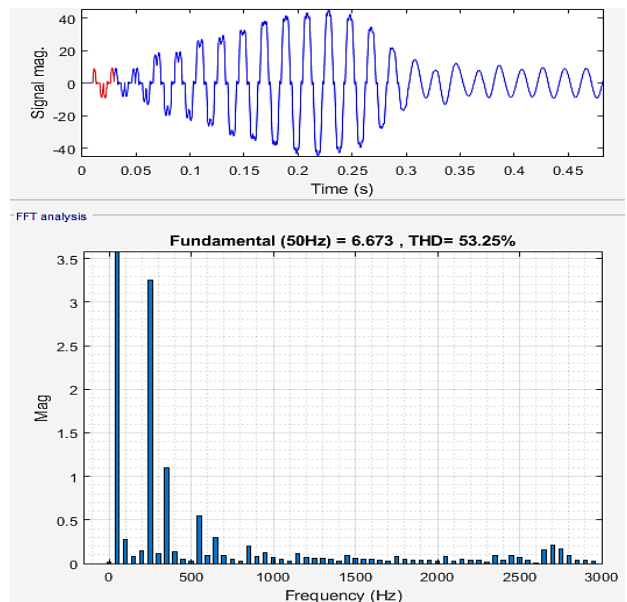 Signal mag.
40
20
0
-20
-40
0 0.05 0.1 0.15 0.2 0.25 0.3 0.35 0.4 0.45
Time (s)
FFT analysis
Fundamental (50Hz) = 6.673 , THD= 53.25%
Mag
3.5
3
2.5
2
1.5
1
0.5
0
0 500 1000 1500 2000 2500 3000
Frequency (Hz)